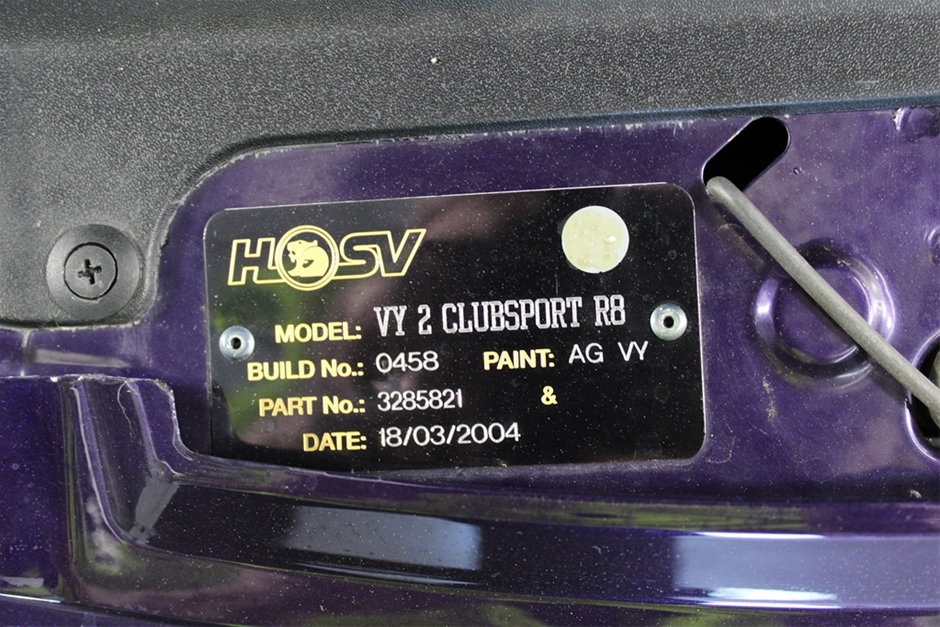 HSV
MODEL: VY 2 CLUBSPORT R8
BUILD No.: 0458 PAINT: AG VY
PART No.: 3285821 &
DATE: 18/03/2004